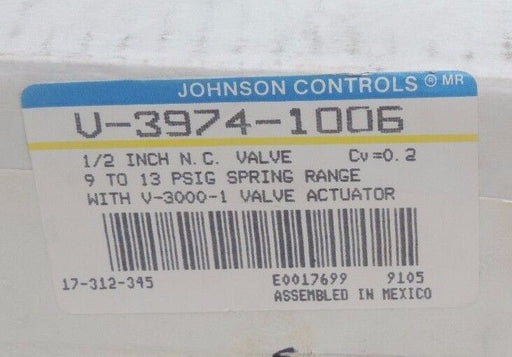 JOHNSON CONTROLS ® MR
V-3974-1006
1/2 INCH N.C. VALVE Cv=0.2
9 TO 13 PSIG SPRING RANGE
WITH V-3000-1 VALVE ACTUATOR
17-312-345 E0017699 9105
ASSEMBLED IN MEXICO